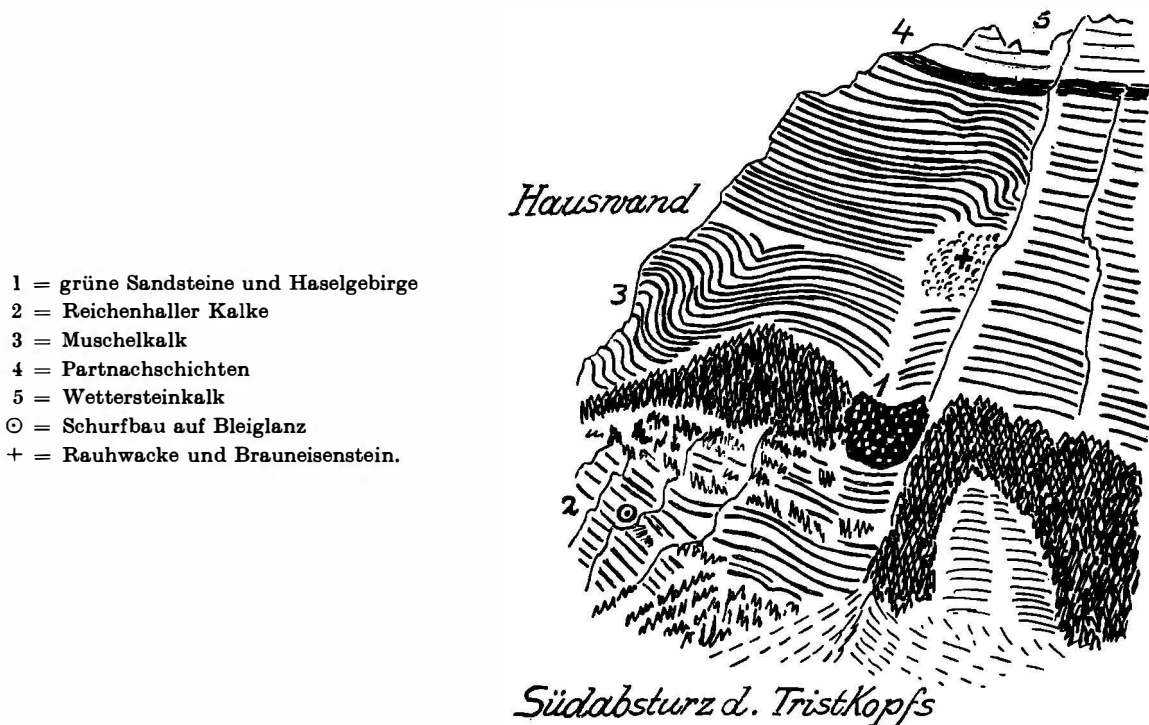 4
5
Hauswand
3
1 = grüne Sandsteine und Haselgebirge
2 = Reichenhaller Kalke
3 = Muschelkalk
4 = Partnachschichten
5 = Wettersteinkalk
⊙ = Schurfbau auf Bleiglanz
+ = Rauhwacke und Brauneisenstein.
+
1
2
⊙
Südabsturz d. Tristkopfs